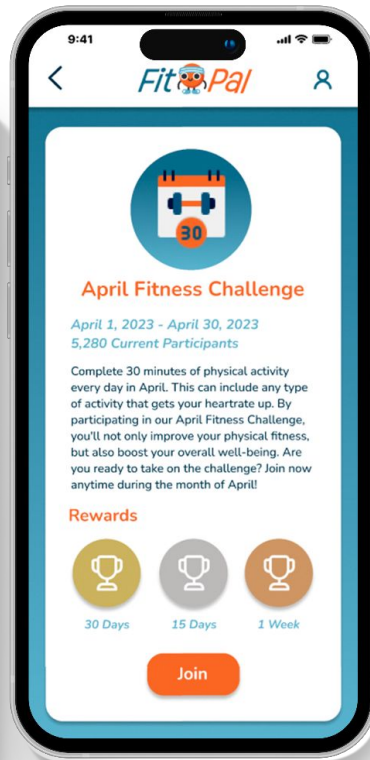 9:41
Fit Pal
30
April Fitness Challenge
April 1, 2023 - April 30, 2023
5,280 Current Participants
Complete 30 minutes of physical activity
every day in April. This can include any type
of activity that gets your heartrate up. By
participating in our April Fitness Challenge,
you'll not only improve your physical fitness,
but also boost your overall well-being. Are
you ready to take on the challenge? Join now
anytime during the month of April!
Rewards
30 Days
15 Days
1 Week
Join